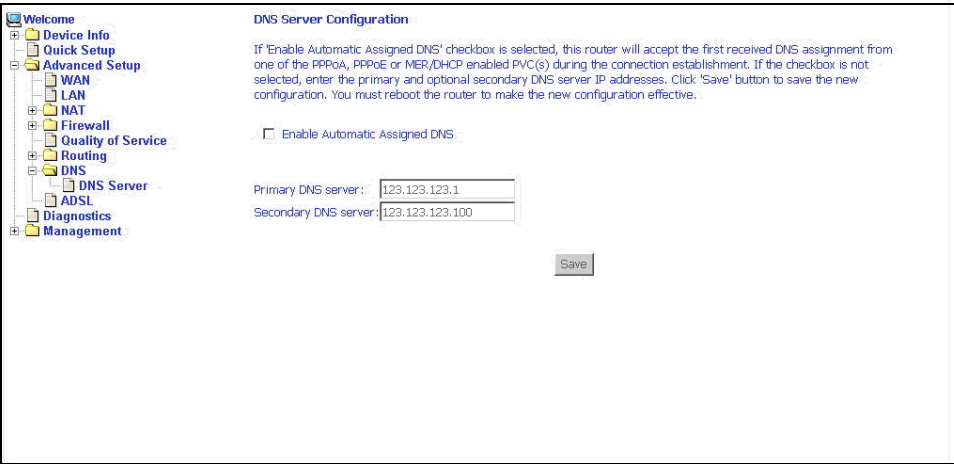 Welcome
Device Info
Quick Setup
Advanced Setup
WAN
LAN
NAT
Firewall
Quality of Service
Routing
DNS
DNS Server
ADSL
Diagnostics
Management
DNS Server Configuration
If 'Enable Automatic Assigned DNS' checkbox is selected, this router will accept the first received DNS assignment from
one of the PPPoA, PPPoE or MER/DHCP enabled PVC(s) during the connection establishment. If the checkbox is not
selected, enter the primary and optional secondary DNS server IP addresses. Click 'Save' button to save the new
configuration. You must reboot the router to make the new configuration effective.
Enable Automatic Assigned DNS
Primary DNS server: 123.123.123.1
Secondary DNS server: 123.123.123.100
Save